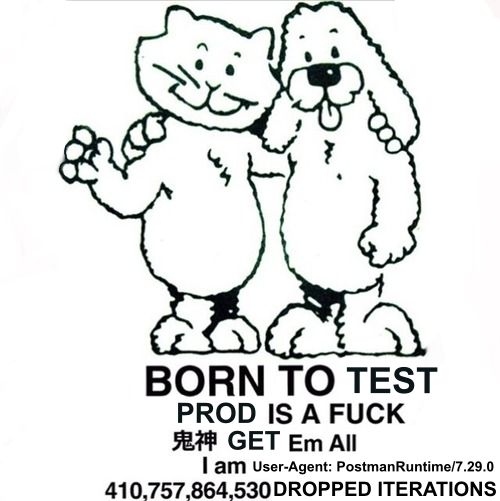 BORN TO TEST
PROD IS A FUCK
鬼神 GET Em All
I am User-Agent: PostmanRuntime/7.29.0
410,757,864,530 DROPPED ITERATIONS